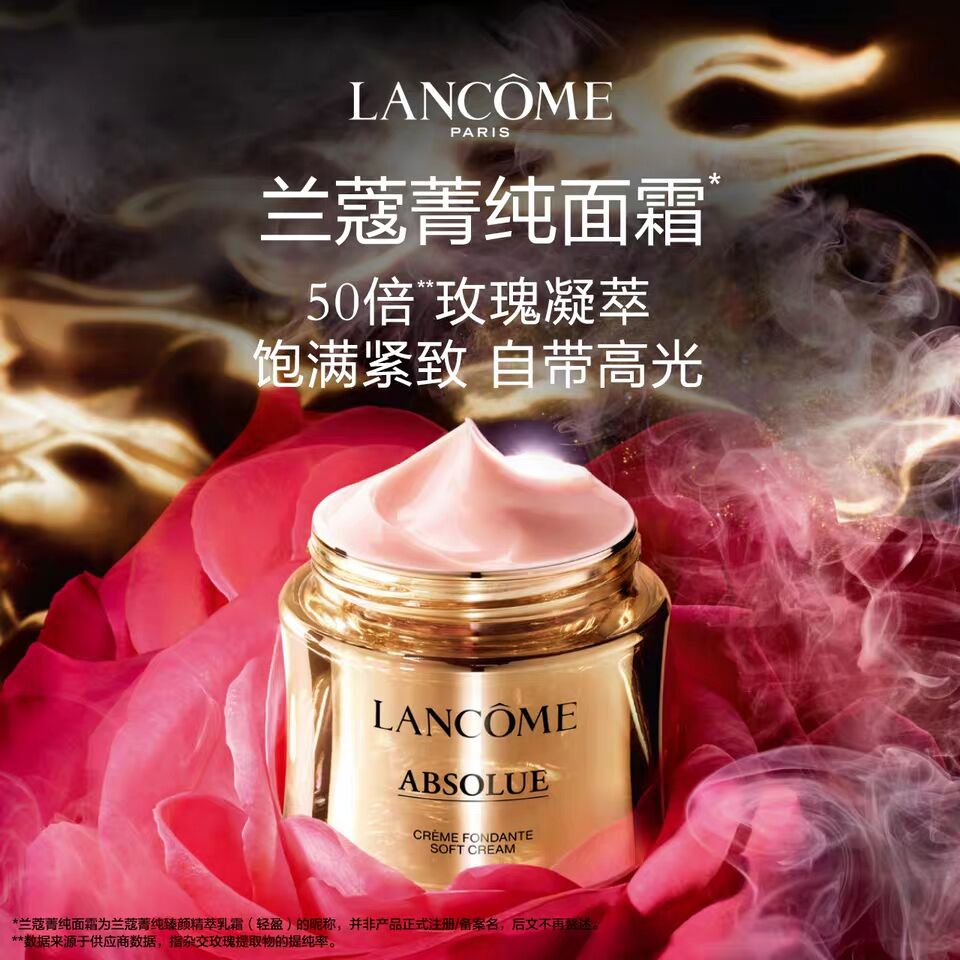 LANCÔME
PARIS
兰蔻菁纯面霜*
50倍**玫瑰凝萃
饱满紧致 自带高光
LANCÔME
ABSOLUE
CRÈME FONDANTE
SOFT CREAM
*兰蔻菁纯面霜为兰蔻菁纯臻颜精萃乳霜（轻盈）的昵称，并非产品正式注册/备案名，后文不再赘述。
**数据来源于供应商数据，指杂交玫瑰提取物的提纯率。